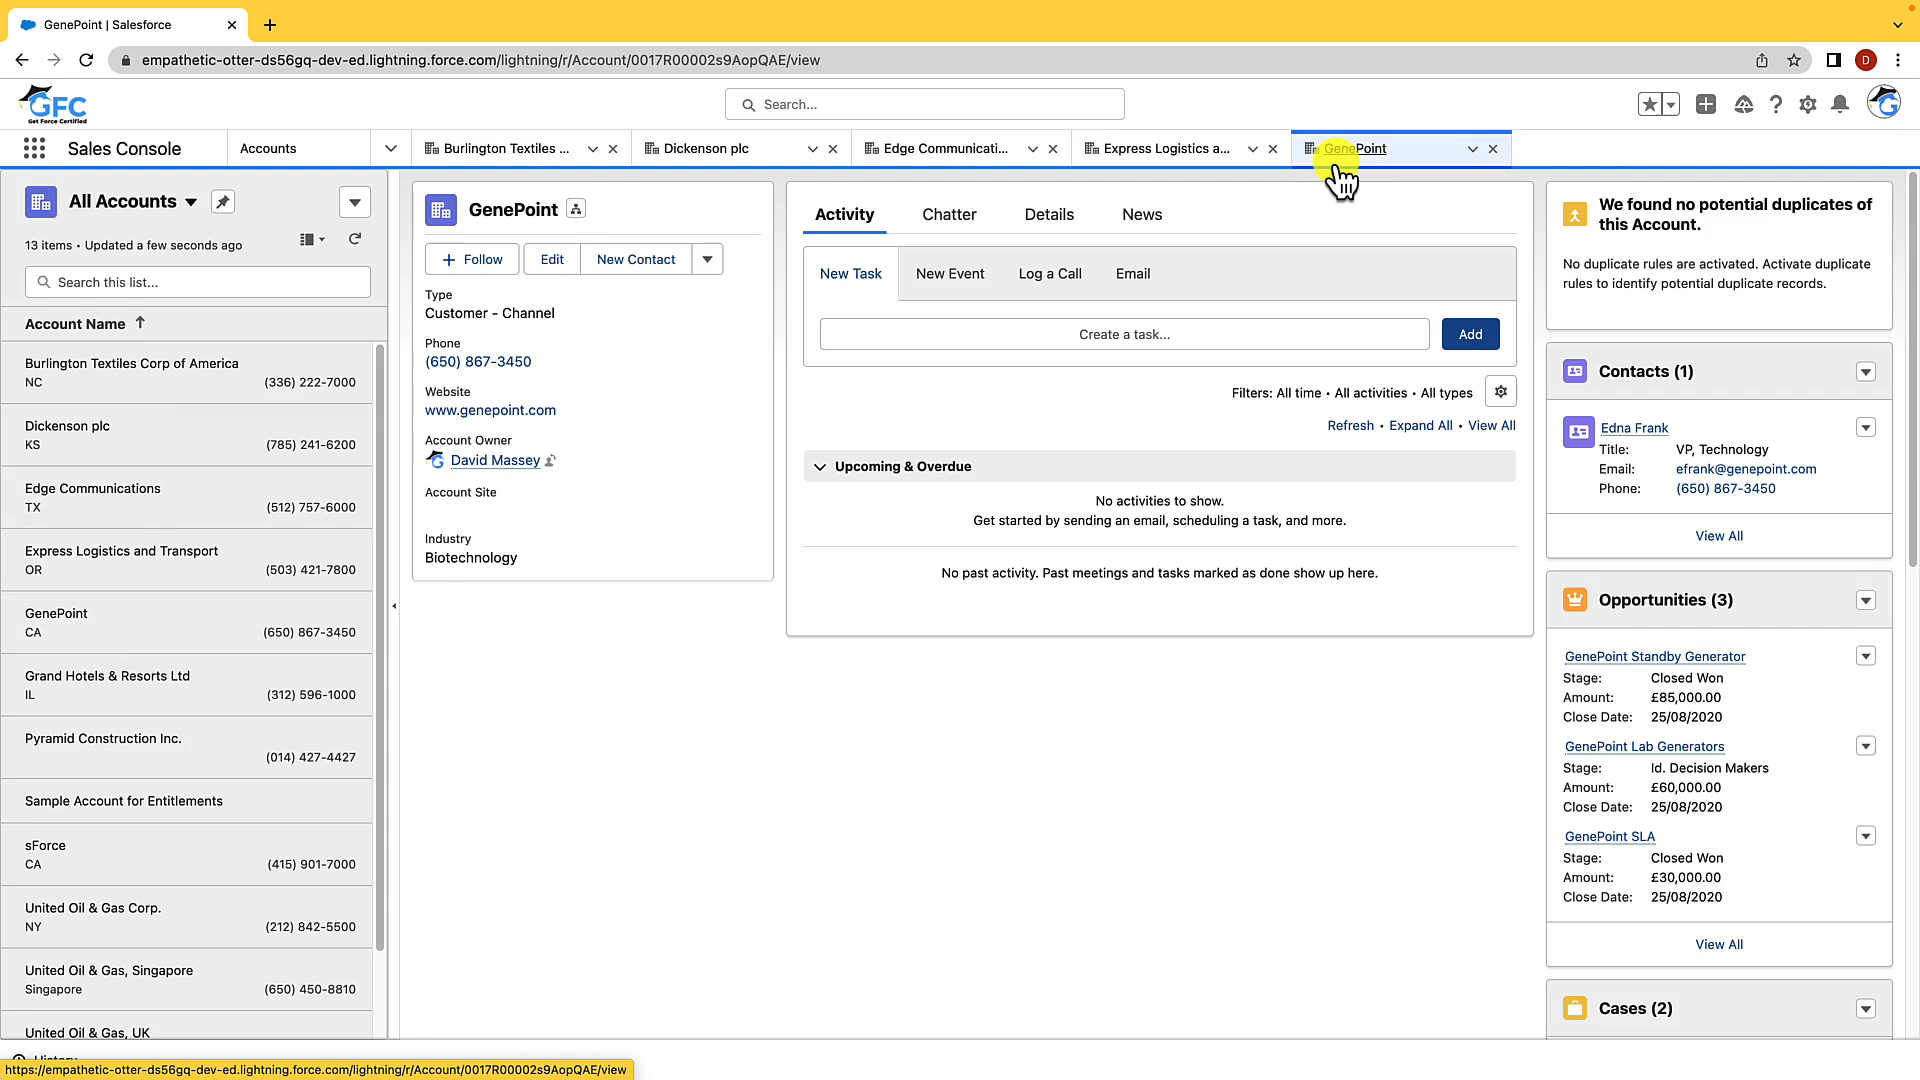 GenePoint | Salesforce
empathetic-otter-ds56gq-dev-ed.lightning.force.com/lightning/r/Account/0017R00002s9AopQAE/view
D
GFC
Get Force Certified
Search...
Sales Console
Accounts
Burlington Textiles ...
Dickenson plc
Edge Communicati...
Express Logistics a...
GenePoint
All Accounts
13 items • Updated a few seconds ago
Search this list...
Account Name
Burlington Textiles Corp of America
NC
(336) 222-7000
Dickenson plc
KS
(785) 241-6200
Edge Communications
TX
(512) 757-6000
Express Logistics and Transport
OR
(503) 421-7800
GenePoint
CA
(650) 867-3450
Grand Hotels & Resorts Ltd
IL
(312) 596-1000
Pyramid Construction Inc.
(014) 427-4427
Sample Account for Entitlements
sForce
CA
(415) 901-7000
United Oil & Gas Corp.
NY
(212) 842-5500
United Oil & Gas, Singapore
Singapore
(650) 450-8810
United Oil & Gas, UK
History
https://empathetic-otter-ds56gq-dev-ed.lightning.force.com/lightning/r/Account/0017R00002s9AopQAE/view
GenePoint
Follow
Edit
New Contact
Type
Customer - Channel
Phone
(650) 867-3450
Website
www.genepoint.com
Account Owner
David Massey
Account Site
Industry
Biotechnology
Activity
Chatter
Details
News
New Task
New Event
Log a Call
Email
Create a task...
Add
Filters: All time • All activities • All types
Refresh • Expand All • View All
Upcoming & Overdue
No activities to show.
Get started by sending an email, scheduling a task, and more.
No past activity. Past meetings and tasks marked as done show up here.
We found no potential duplicates of
this Account.
No duplicate rules are activated. Activate duplicate
rules to identify potential duplicate records.
Contacts (1)
Edna Frank
Title: VP, Technology
Email: efrank@genepoint.com
Phone: (650) 867-3450
View All
Opportunities (3)
GenePoint Standby Generator
Stage: Closed Won
Amount: £85,000.00
Close Date: 25/08/2020
GenePoint Lab Generators
Stage: Id. Decision Makers
Amount: £60,000.00
Close Date: 25/08/2020
GenePoint SLA
Stage: Closed Won
Amount: £30,000.00
Close Date: 25/08/2020
View All
Cases (2)